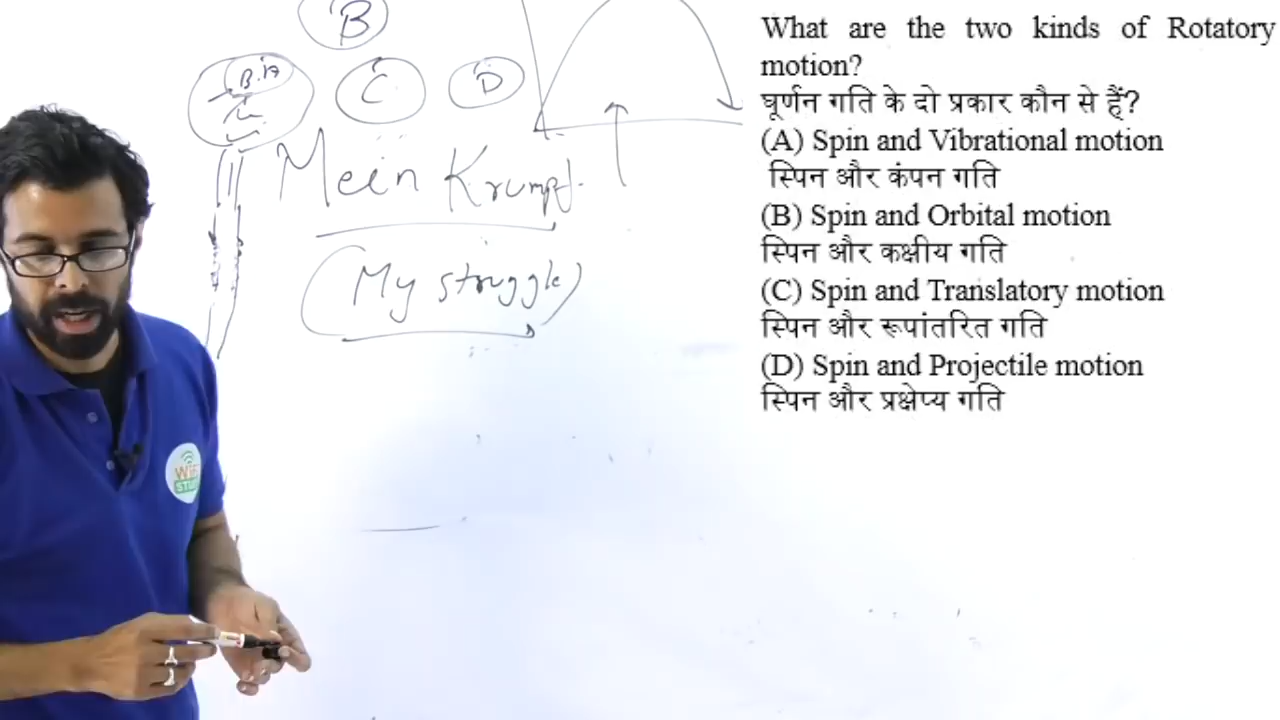 B
B.A
C
D
Mein Krumpf.
My struggle
What are the two kinds of Rotatory
motion?
घूर्णन गति के दो प्रकार कौन से हैं?
(A) Spin and Vibrational motion
स्पिन और कंपन गति
(B) Spin and Orbital motion
स्पिन और कक्षीय गति
(C) Spin and Translatory motion
स्पिन और रूपांतरित गति
(D) Spin and Projectile motion
स्पिन और प्रक्षेप्य गति
WiFi
STUDY